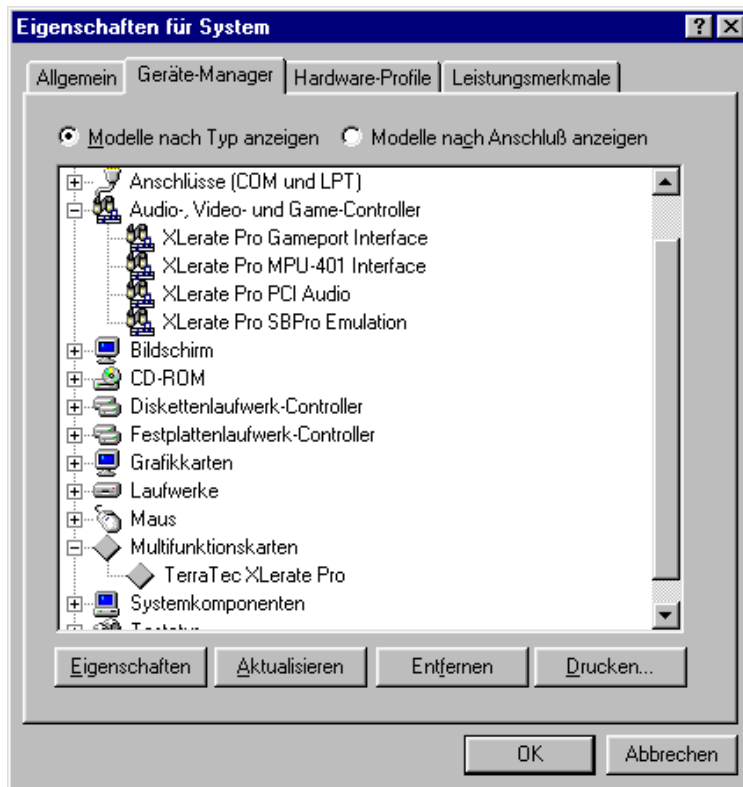 Eigenschaften für System
Allgemein Geräte-Manager Hardware-Profile Leistungsmerkmale
Modelle nach Typ anzeigen Modelle nach Anschluß anzeigen
Anschlüsse (COM und LPT)
Audio-, Video- und Game-Controller
XLerate Pro Gameport Interface
XLerate Pro MPU-401 Interface
XLerate Pro PCI Audio
XLerate Pro SBPro Emulation
Bildschirm
CD-ROM
Diskettenlaufwerk-Controller
Festplattenlaufwerk-Controller
Grafikkarten
Laufwerke
Maus
Multifunktionskarten
TerraTec XLerate Pro
Systemkomponenten
Eigenschaften Aktualisieren Entfernen Drucken...
OK Abbrechen